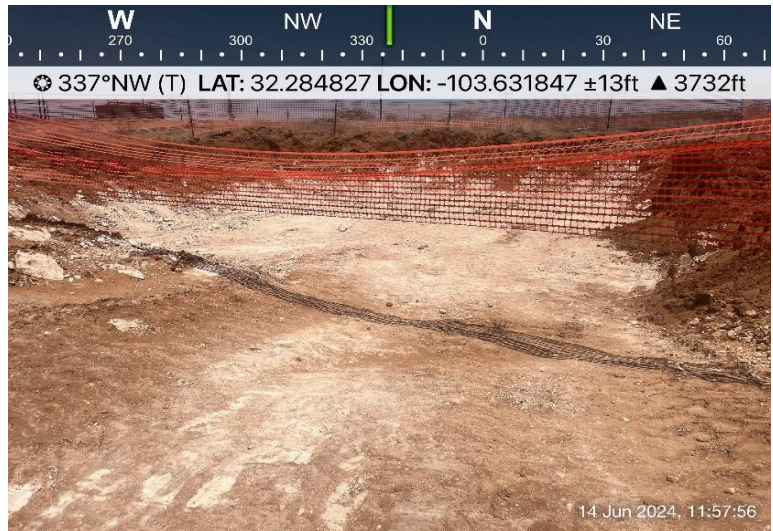 W NW N NE
270 300 330 0 30 60
337°NW (T) LAT: 32.284827 LON: -103.631847 ±13ft ▲ 3732ft
14 Jun 2024, 11:57:56